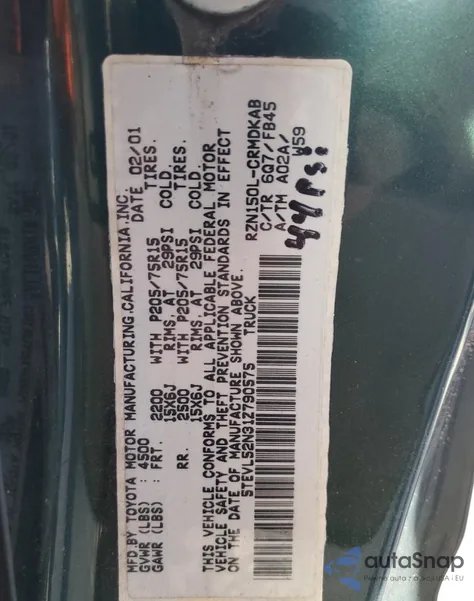 MFD.BY TOYOTA MOTOR MANUFACTURING.CALIFORNIA.INC.
GVWR (LBS) : 4500 DATE 02/01
GAWR (LBS) : FRT. 2200 WITH P205/75R15 TIRES.
15X6J RIMS, AT 29PSI COLD.
RR. 2500 WITH P205/75R15 TIRES.
15X6J RIMS, AT 29PSI COLD.
THIS VEHICLE CONFORMS TO ALL APPLICABLE FEDERAL MOTOR
VEHICLE SAFETY AND THEFT PREVENTION STANDARDS IN EFFECT
ON THE DATE OF MANUFACTURE SHOWN ABOVE.
5TEVL52N31Z790575 TRUCK
RZN150L-CRMDKAB
C/TR 6Q7/FB45
A/TM A02A/
W59
44 Psi
autoSnap